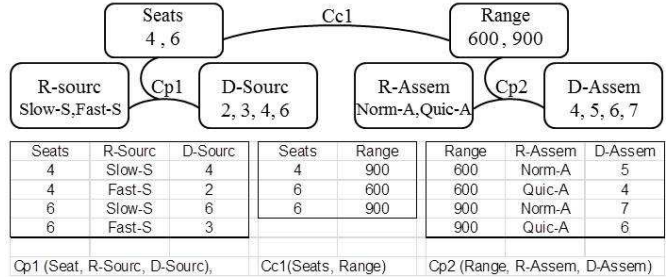 Seats
4 , 6
Cc1
Range
600, 900
R-sourc
Slow-S,Fast-S
Cp1
D-Sourc
2, 3, 4, 6
R-Assem
Norm-A,Quic-A
Cp2
D-Assem
4, 5, 6, 7
Seats R-Sourc D-Sourc
4 Slow-S 4
4 Fast-S 2
6 Slow-S 6
6 Fast-S 3
Seats Range
4 900
6 600
6 900
Range R-Assem D-Assem
600 Norm-A 5
600 Quic-A 4
900 Norm-A 7
900 Quic-A 6
Cp1 (Seat, R-Sourc, D-Sourc), Cc1(Seats, Range) Cp2 (Range, R-Assem, D-Assem)